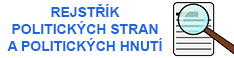 REJSTŘÍK
POLITICKÝCH STRAN
A POLITICKÝCH HNUTÍ